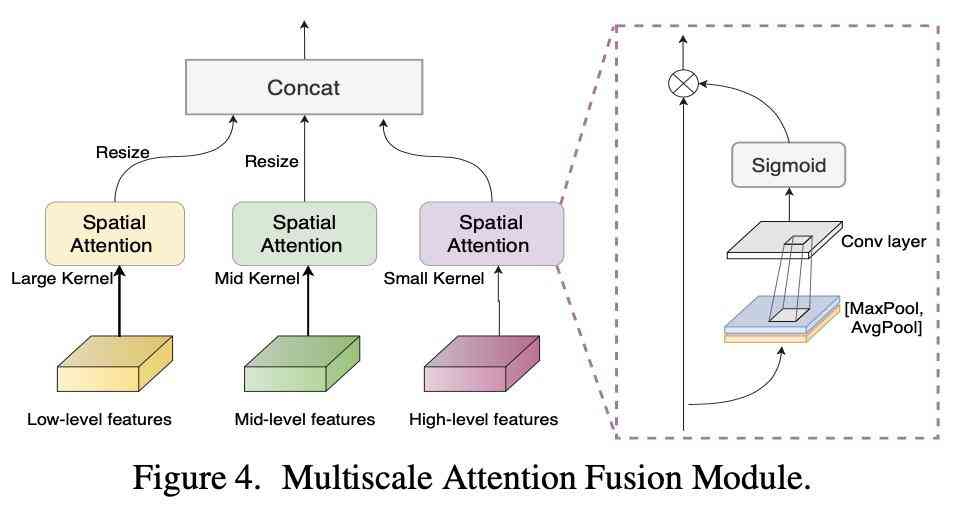 Concat
Resize
Resize
Spatial
Attention
Spatial
Attention
Spatial
Attention
Large Kernel
Mid Kernel
Small Kernel
Low-level features
Mid-level features
High-level features
Sigmoid
Conv layer
[MaxPool,
AvgPool]
Figure 4. Multiscale Attention Fusion Module.